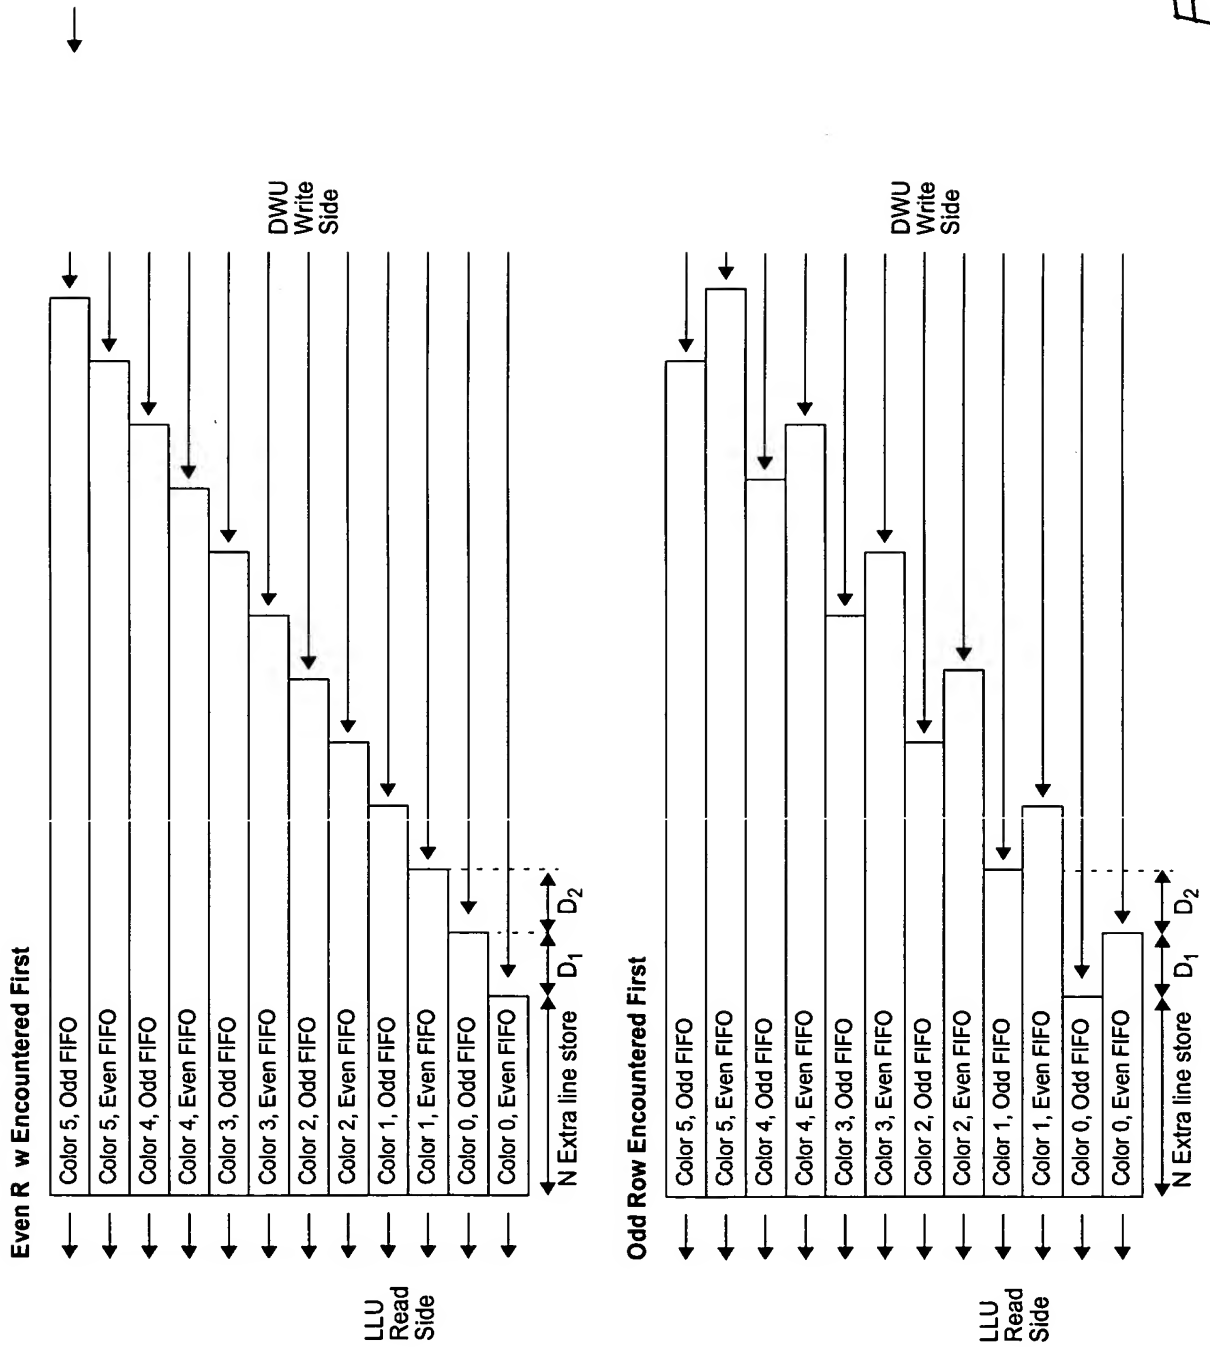 Even R w Encountered First
Color 5, Odd FIFO
Color 5, Even FIFO
Color 4, Odd FIFO
Color 4, Even FIFO
Color 3, Odd FIFO
Color 3, Even FIFO
Color 2, Odd FIFO
Color 2, Even FIFO
Color 1, Odd FIFO
Color 1, Even FIFO
Color 0, Odd FIFO
Color 0, Even FIFO
N Extra line store
D1
D2
LLU
Read
Side
DWU
Write
Side
Odd Row Encountered First
Color 5, Odd FIFO
Color 5, Even FIFO
Color 4, Odd FIFO
Color 4, Even FIFO
Color 3, Odd FIFO
Color 3, Even FIFO
Color 2, Odd FIFO
Color 2, Even FIFO
Color 1, Odd FIFO
Color 1, Even FIFO
Color 0, Odd FIFO
Color 0, Even FIFO
N Extra line store
D1
D2
LLU
Read
Side
DWU
Write
Side